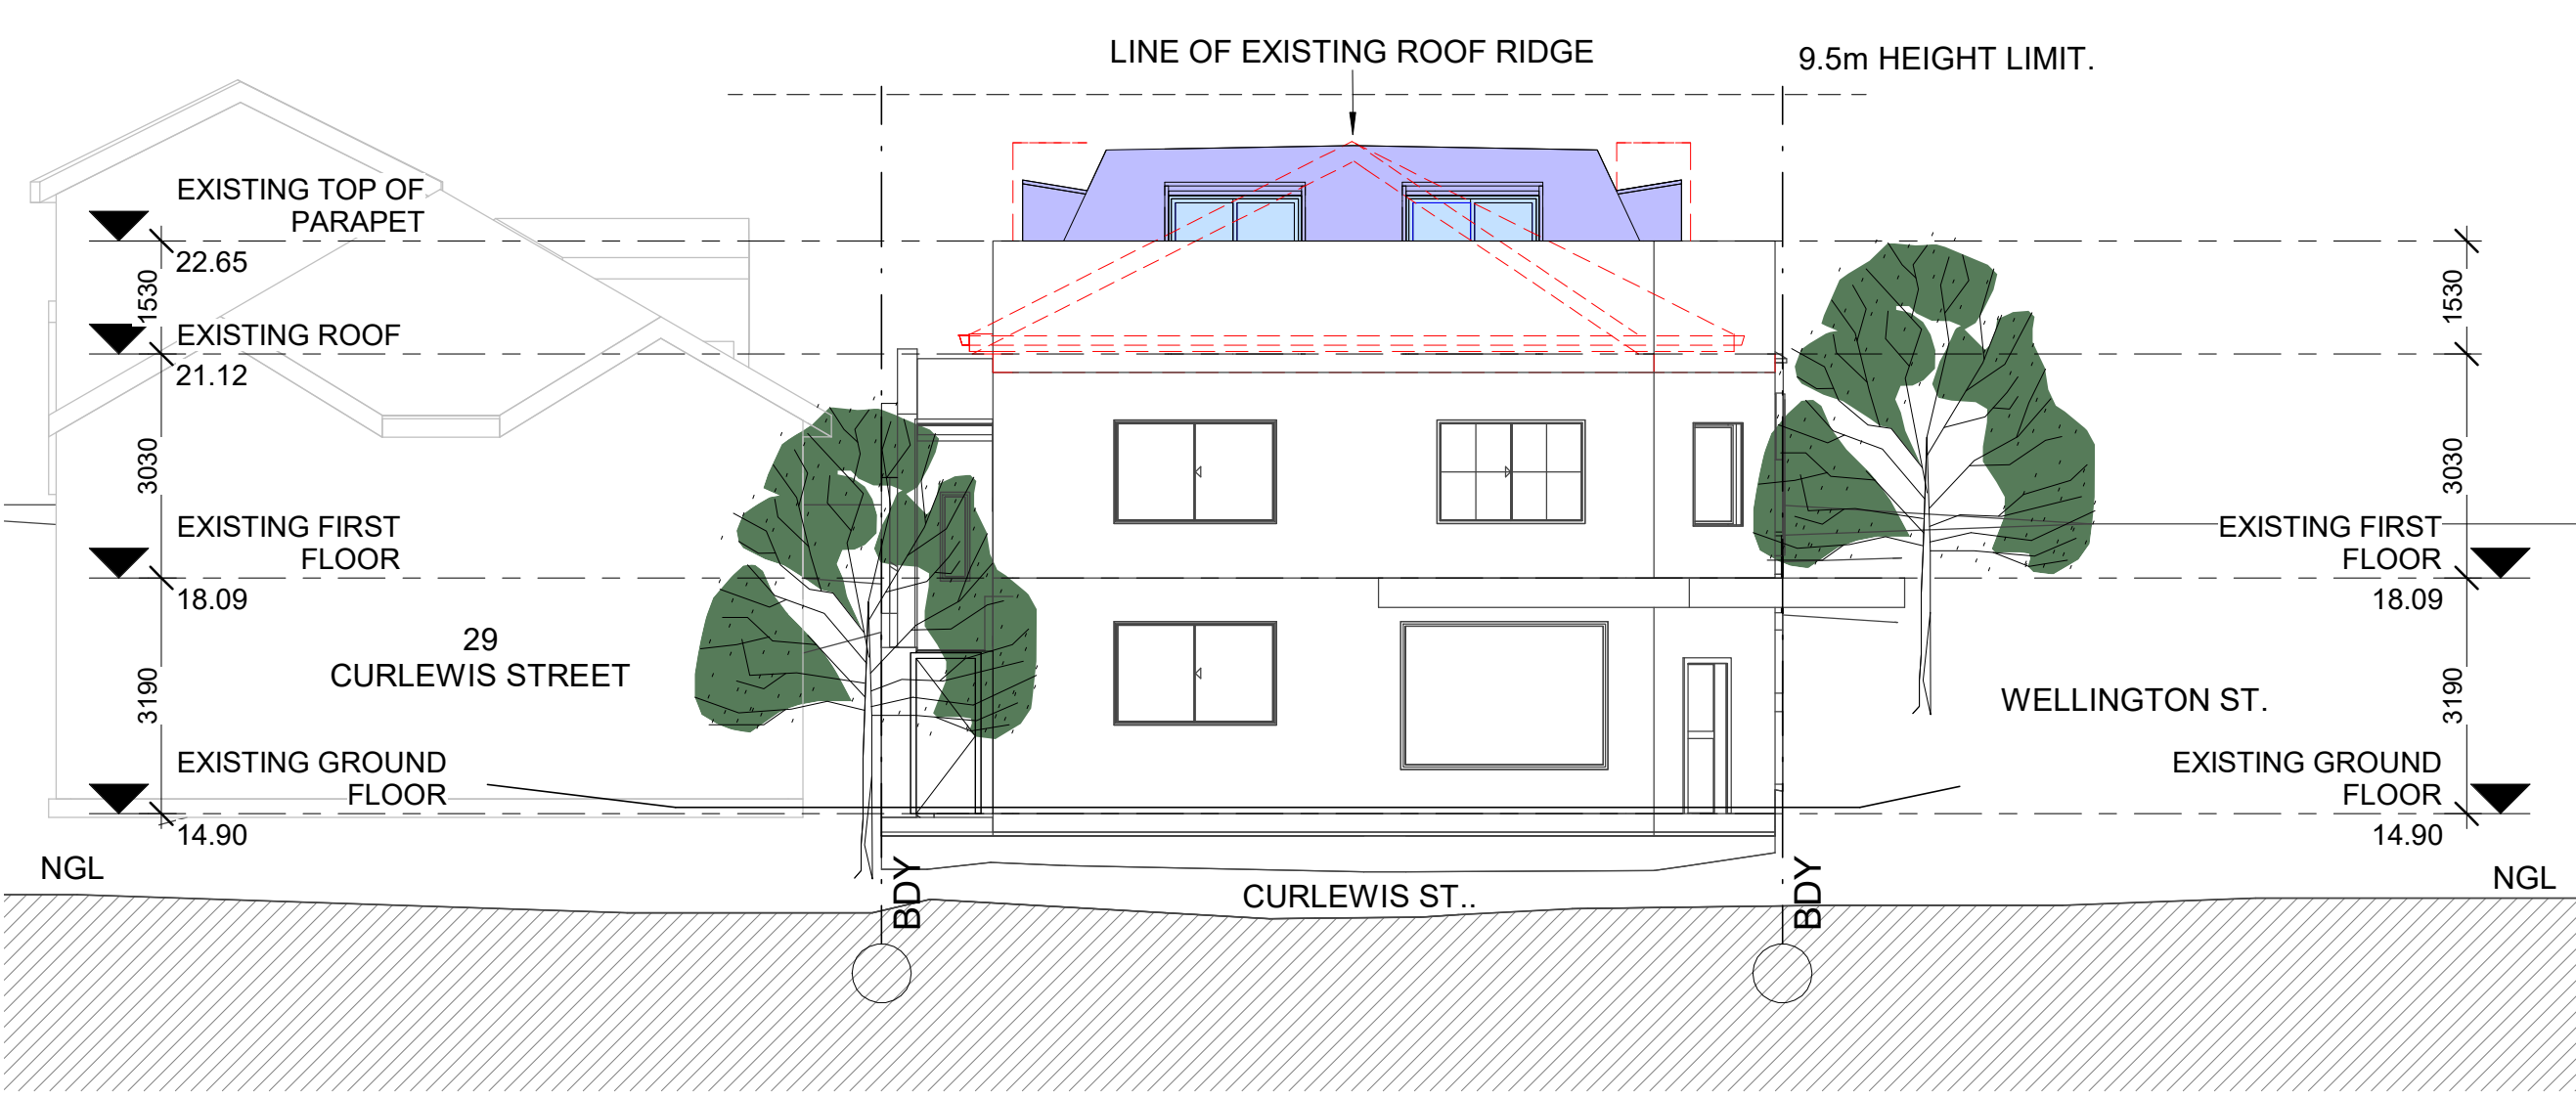 LINE OF EXISTING ROOF RIDGE
9.5m HEIGHT LIMIT.
EXISTING TOP OF
PARAPET
22.65
1530
1530
EXISTING ROOF
21.12
3030
3030
EXISTING FIRST
FLOOR
18.09
EXISTING FIRST
FLOOR
18.09
29
CURLEWIS STREET
3190
3190
WELLINGTON ST.
EXISTING GROUND
FLOOR
14.90
EXISTING GROUND
FLOOR
14.90
NGL
BDY
CURLEWIS ST..
BDY
NGL